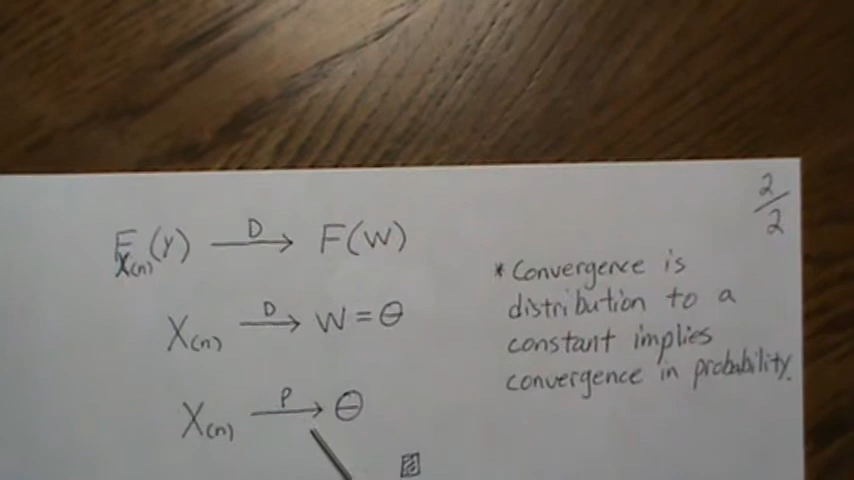 2/2
F_X(n)(y) —D→ F(W)
X(n) —D→ W = θ
X(n) —P→ θ
* Convergence is
distribution to a
constant implies
convergence in probability.